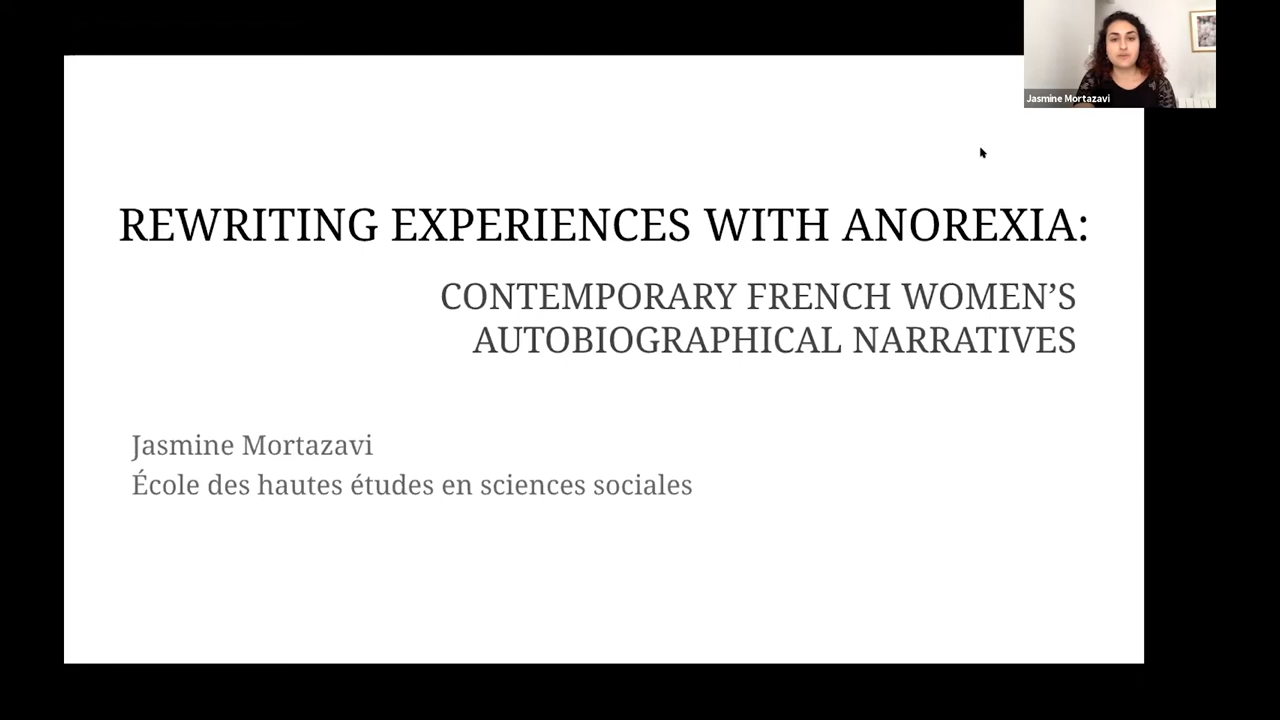 Jasmine Mortazavi
REWRITING EXPERIENCES WITH ANOREXIA:
CONTEMPORARY FRENCH WOMEN’S
AUTOBIOGRAPHICAL NARRATIVES
Jasmine Mortazavi
École des hautes études en sciences sociales